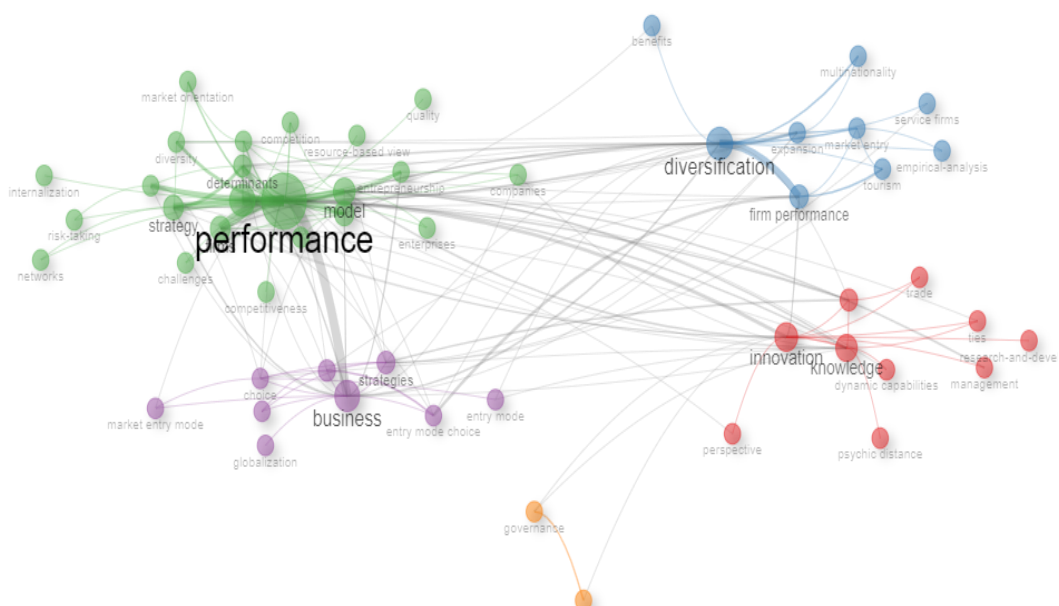 benefits
multinationality
market orientation
service firms
quality
competition
market entry
resource-based view
expansion
diversity
diversification
empirical-analysis
determinants
entrepreneurship
tourism
internalization
companies
model
firm performance
strategy
risk-taking
performance
enterprises
challenges
networks
trade
competitiveness
ties
innovation
research-and-deve
knowledge
strategies
dynamic capabilities
management
choice
business
entry mode
market entry mode
entry mode choice
perspective
psychic distance
globalization
governance